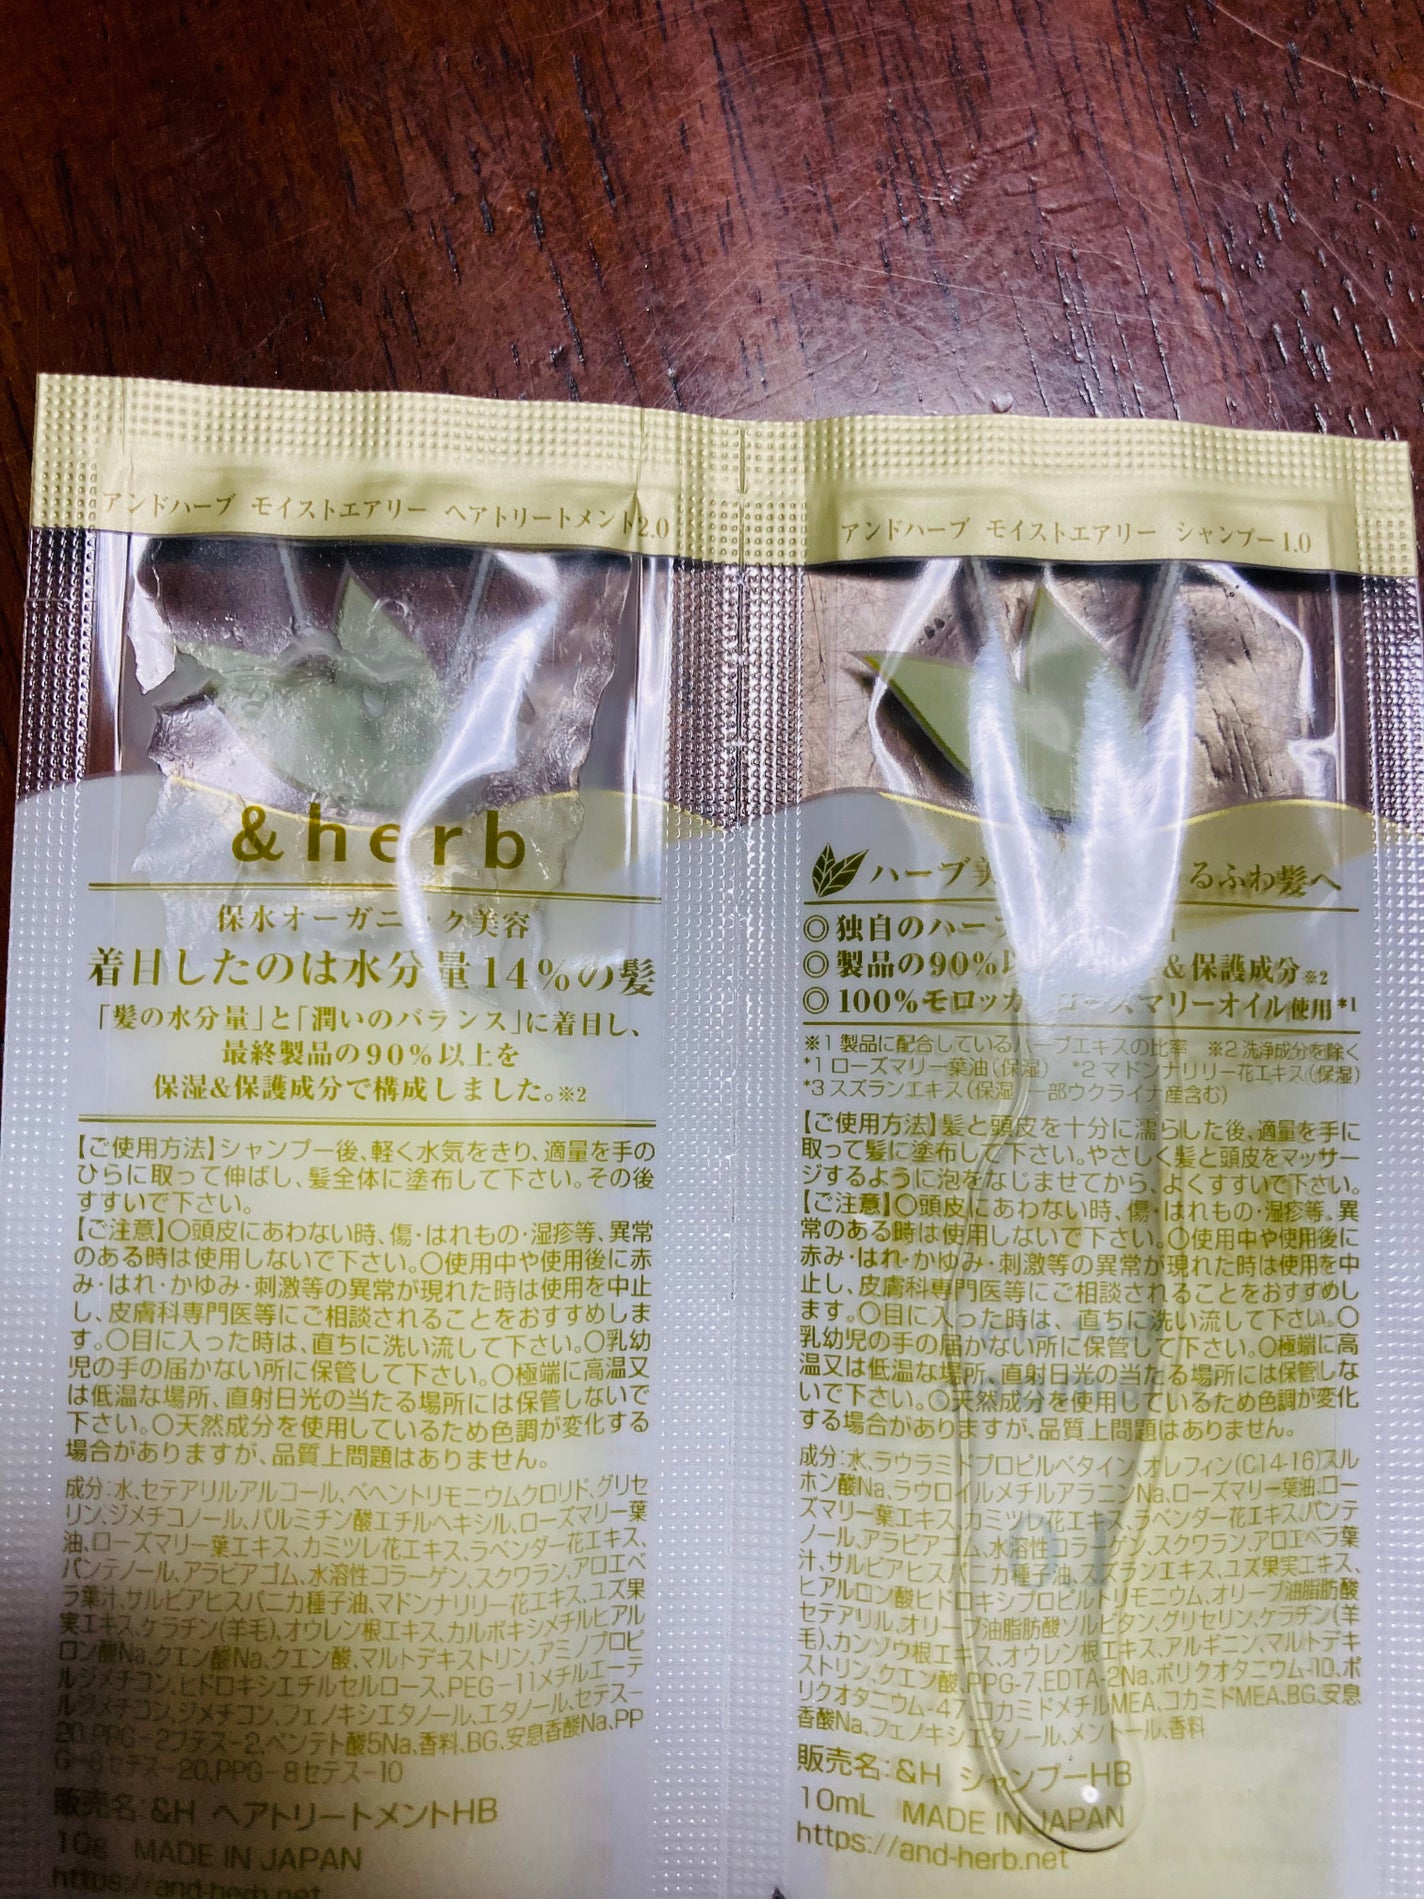 アンドハーブ モイストエアリー ヘアトリートメント2.0
&herb
保水オーガニック美容
着目したのは水分量14%の髪
「髪の水分量」と「潤いのバランス」に着目し、
最終製品の90%以上を
保湿&保護成分で構成しました。※2
【ご使用方法】シャンプー後、軽く水気をきり、適量を手の
ひらに取って伸ばし、髪全体に塗布して下さい。その後
すすいで下さい。
【ご注意】○頭皮にあわない時、傷・はれもの・湿疹等、異常
のある時は使用しないで下さい。○使用中や使用後に赤
み・はれ・かゆみ・刺激等の異常が現れた時は使用を中止
し、皮膚科専門医等にご相談されることをおすすめしま
す。○目に入った時は、直ちに洗い流して下さい。○乳幼
児の手の届かない所に保管して下さい。○極端に高温又
は低温な場所、直射日光の当たる場所には保管しないで
下さい。○天然成分を使用しているため色調が変化する
場合がありますが、品質上問題はありません。
成分:水、セテアリルアルコール、ベヘントリモニウムクロリド、グリセ
リン、ジメチコノール、パルミチン酸エチルヘキシル、ローズマリー葉
油、ローズマリー葉エキス、カミツレ花エキス、ラベンダー花エキス、
パンテノール、アラビアゴム、水溶性コラーゲン、スクワラン、アロエベ
ラ葉汁、サルビアヒスパニカ種子油、マドンナリリー花エキス、ユズ果
実エキス、ケラチン(羊毛)、オウレン根エキス、カルボキシメチルヒアル
ロン酸Na、クエン酸Na、クエン酸、マルトデキストリン、アミノプロピ
ルジメチコン、ヒドロキシエチルセルロース、PEG-11メチルエーテ
ルジメチコン、ジメチコン、フェノキシエタノール、エタノール、セテス-
20、PPG-2ブテス-2、ペンテト酸5Na、香料、BG、安息香酸Na、PP
G-8セテス-20、PPG-8セテス-10
販売名:&H ヘアトリートメントHB
10g MADE IN JAPAN
https://and-herb.net
アンドハーブ モイストエアリー シャンプー1.0
ハーブ美 るふわ髪へ
◎独自のハーブ
◎製品の90%以 &保護成分※2
◎100%モロッカ ローズマリーオイル使用*1
※1 製品に配合しているハーブエキスの比率 ※2 洗浄成分を除く
*1 ローズマリー葉油(保湿) *2 マドンナリリー花エキス(保湿)
*3 スズランエキス(保湿 一部ウクライナ産含む)
【ご使用方法】髪と頭皮を十分に濡らした後、適量を手に
取って髪に塗布して下さい。やさしく髪と頭皮をマッサー
ジするように泡をなじませてから、よくすすいで下さい。
【ご注意】○頭皮にあわない時、傷・はれもの・湿疹等、異
常のある時は使用しないで下さい。○使用中や使用後に
赤み・はれ・かゆみ・刺激等の異常が現れた時は使用を中
止し、皮膚科専門医等にご相談されることをおすすめし
ます。○目に入った時は、直ちに洗い流して下さい。○
乳幼児の手の届かない所に保管して下さい。○極端に高
温又は低温な場所、直射日光の当たる場所には保管しな
いで下さい。○天然成分を使用しているため色調が変化
する場合がありますが、品質上問題はありません。
成分:水、ラウラミドプロピルベタイン、オレフィン(C14-16)スル
ホン酸Na、ラウロイルメチルアラニンNa、ローズマリー葉油、ロー
ズマリー葉エキス、カミツレ花エキス、ラベンダー花エキス、パンテ
ノール、アラビアゴム、水溶性コラーゲン、スクワラン、アロエベラ葉
汁、サルビアヒスパニカ種子油、スズランエキス、ユズ果実エキス、
ヒアルロン酸ヒドロキシプロピルトリモニウム、オリーブ油脂肪酸
セテアリル、オリーブ油脂肪酸ソルビタン、グリセリン、ケラチン(羊
毛)、カンゾウ根エキス、オウレン根エキス、アルギニン、マルトデキ
ストリン、クエン酸、PPG-7、EDTA-2Na、ポリクオタニウム-10、ポ
リクオタニウム-47、コカミドメチルMEA、コカミドMEA、BG、安息
香酸Na、フェノキシエタノール、メントール、香料
販売名:&H シャンプーHB
10mL MADE IN JAPAN
https://and-herb.net